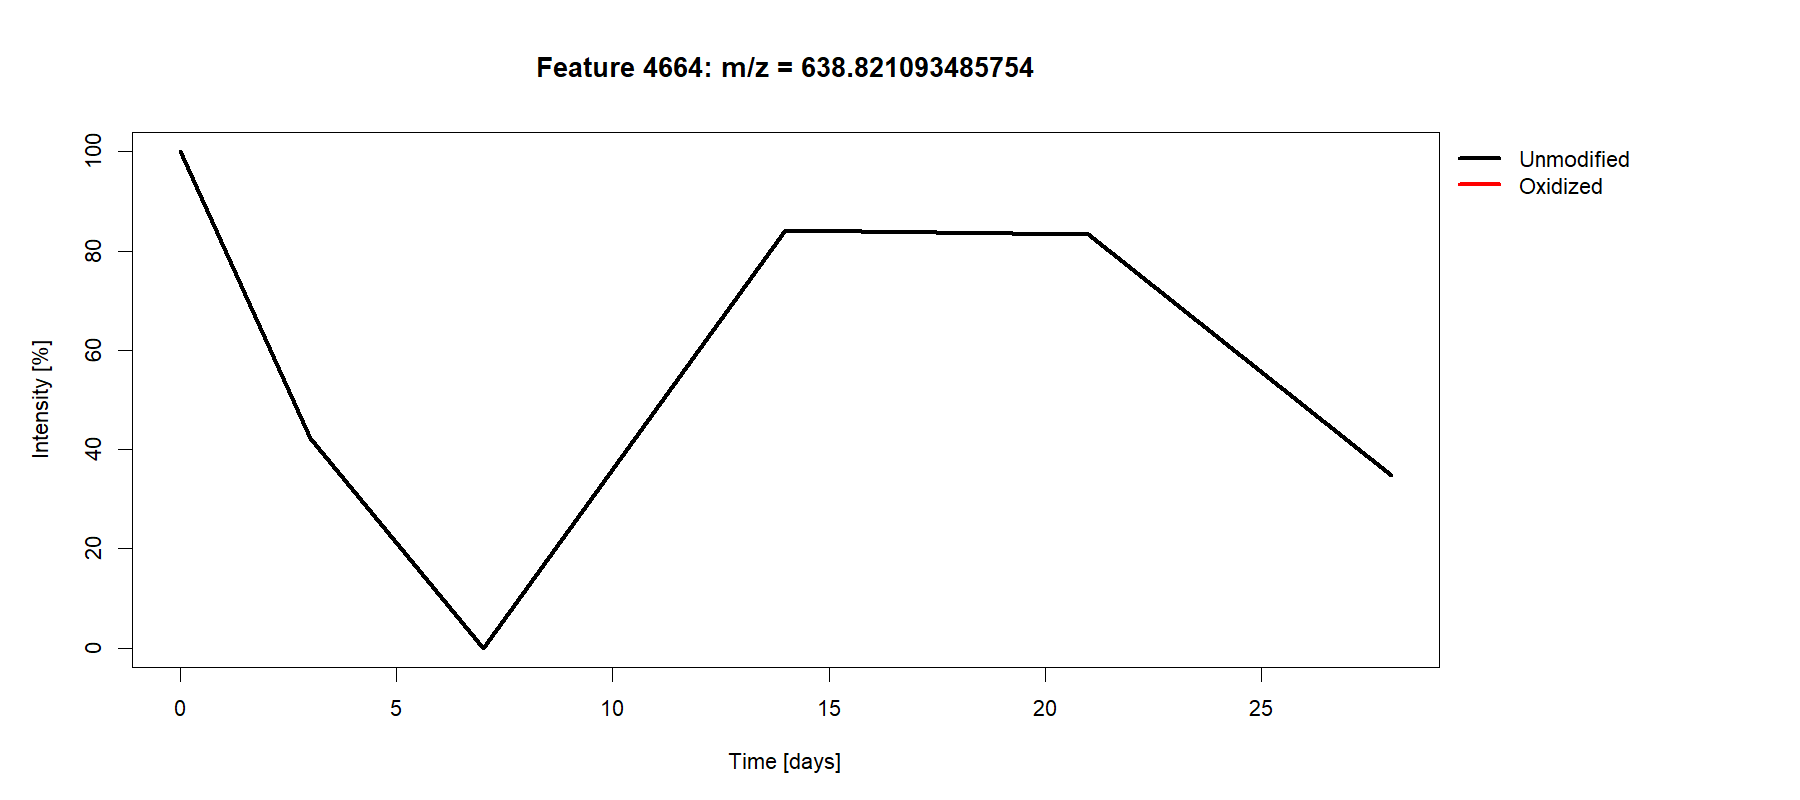 Feature 4664: m/z = 638.821093485754
Unmodified
Oxidized
Intensity [%]
100
80
60
40
20
0
0 5 10 15 20 25
Time [days]